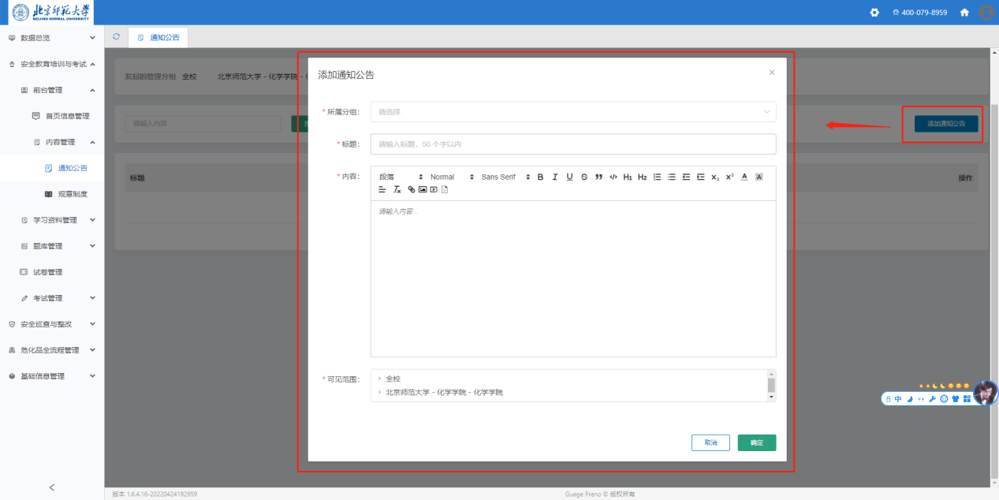 北京师范大学
BEIJING NORMAL UNIVERSITY
400-079-8959
数据总览
通知公告
安全教育培训与考试
前台管理
首页信息管理
内容管理
通知公告
规章制度
学习资料管理
题库管理
试卷管理
考试管理
安全巡查与整改
危化品全流程管理
基础信息管理
发起的管理分组 全校 北京师范大学 - 化学学院 -
请输入内容
添加通知公告
标题
操作
添加通知公告
* 所属分组: 请选择
* 标题: 请输入标题，50 个字以内
* 内容: 段落 Normal Sans Serif B I U S H1 H2 X2 X2 A A
请输入内容...
* 可见范围: 全校
北京师范大学 - 化学学院 - 化学学院
取消 确定
中
版本 1.6.4.16-20220424192959 Guege Preno © 版权所有